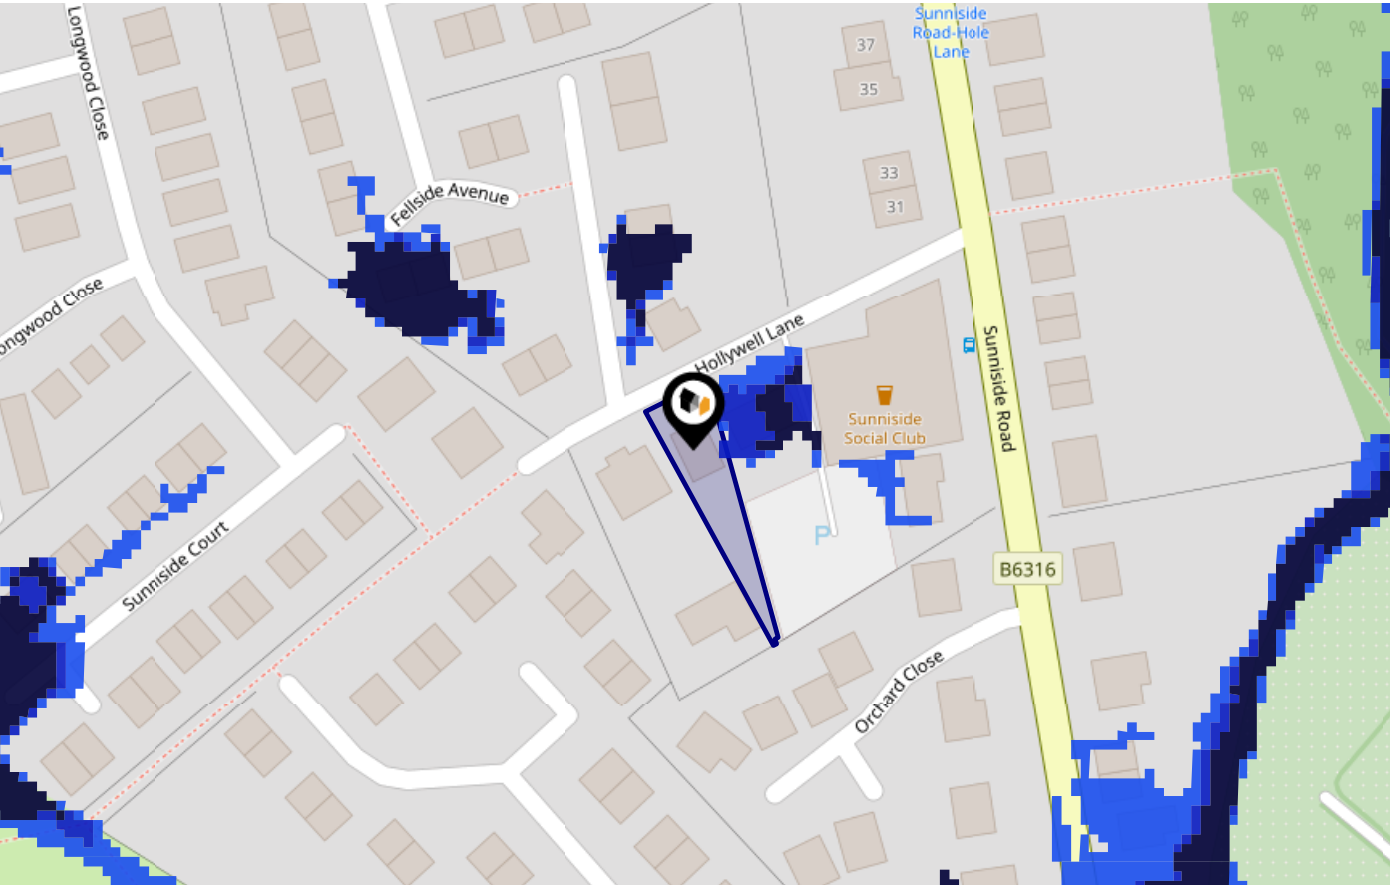 Longwood Close
Sunniside
Road-Hole
Lane
37
35
33
31
Fellside Avenue
ongwood Close
Hollywell Lane
Sunniside Road
Sunniside
Social Club
P
Sunniside Court
B6316
Orchard Close